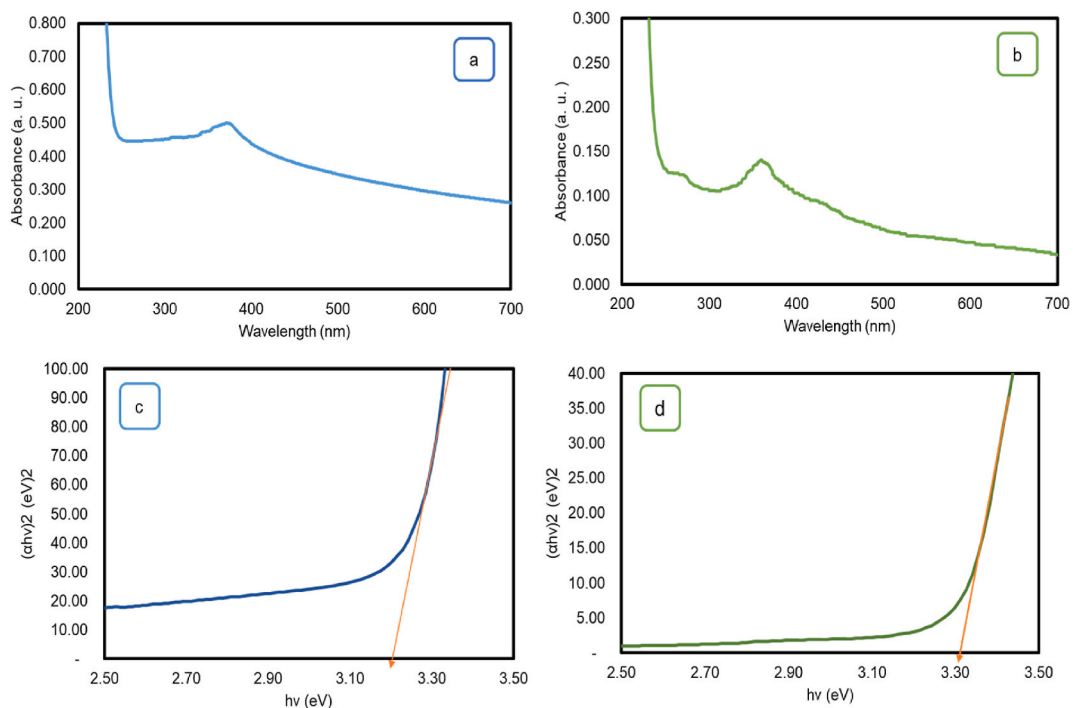 a
Absorbance (a. u.)
0.800
0.700
0.600
0.500
0.400
0.300
0.200
0.100
0.000
200 300 400 500 600 700
Wavelength (nm)
b
Absorbance (a. u.)
0.300
0.250
0.200
0.150
0.100
0.050
0.000
200 300 400 500 600 700
Wavelength (nm)
c
(αhv)2 (eV)2
100.00
90.00
80.00
70.00
60.00
50.00
40.00
30.00
20.00
10.00
-
2.50 2.70 2.90 3.10 3.30 3.50
hv (eV)
d
(αhv)2 (eV)2
40.00
35.00
30.00
25.00
20.00
15.00
10.00
5.00
-
2.50 2.70 2.90 3.10 3.30 3.50
hv (eV)